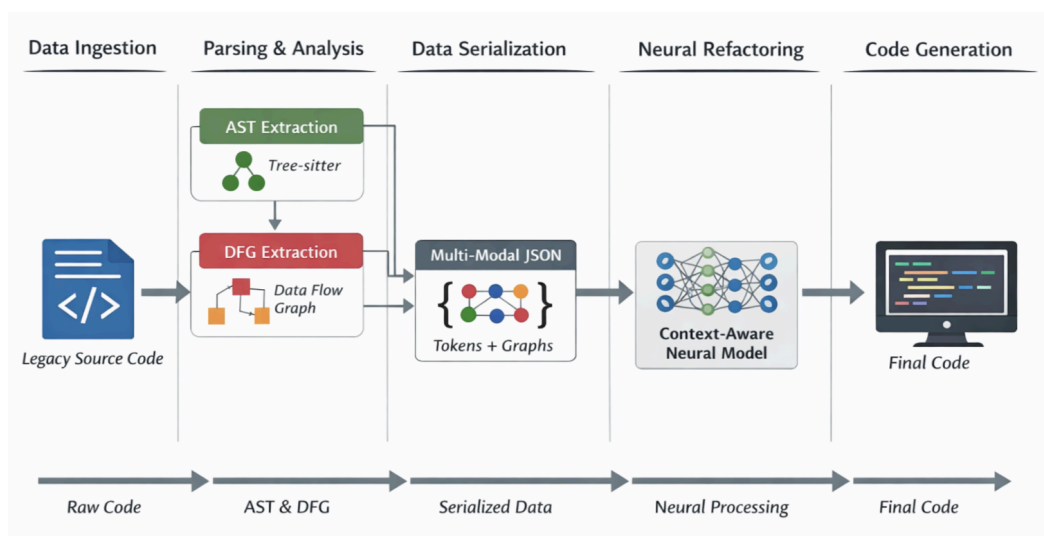 Data Ingestion
Parsing & Analysis
Data Serialization
Neural Refactoring
Code Generation
AST Extraction
Tree-sitter
DFG Extraction
Data Flow
Graph
Multi-Modal JSON
{ }
Tokens + Graphs
</>
Legacy Source Code
Context-Aware
Neural Model
Final Code
Raw Code
AST & DFG
Serialized Data
Neural Processing
Final Code